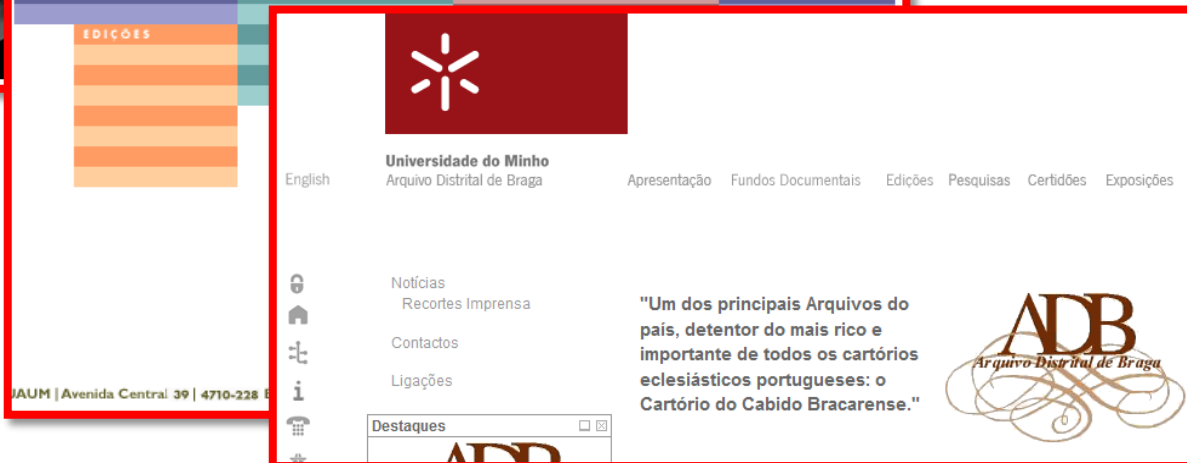 EDIÇÕES
JAUM | Avenida Central 39 | 4710-228
English
Universidade do Minho
Arquivo Distrital de Braga
Apresentação Fundos Documentais Edições Pesquisas Certidões Exposições
Notícias
Recortes Imprensa
Contactos
Ligações
"Um dos principais Arquivos do
país, detentor do mais rico e
importante de todos os cartórios
eclesiásticos portugueses: o
Cartório do Cabido Bracarense."
ADB
Arquivo Distrital de Braga
Destaques
ADB